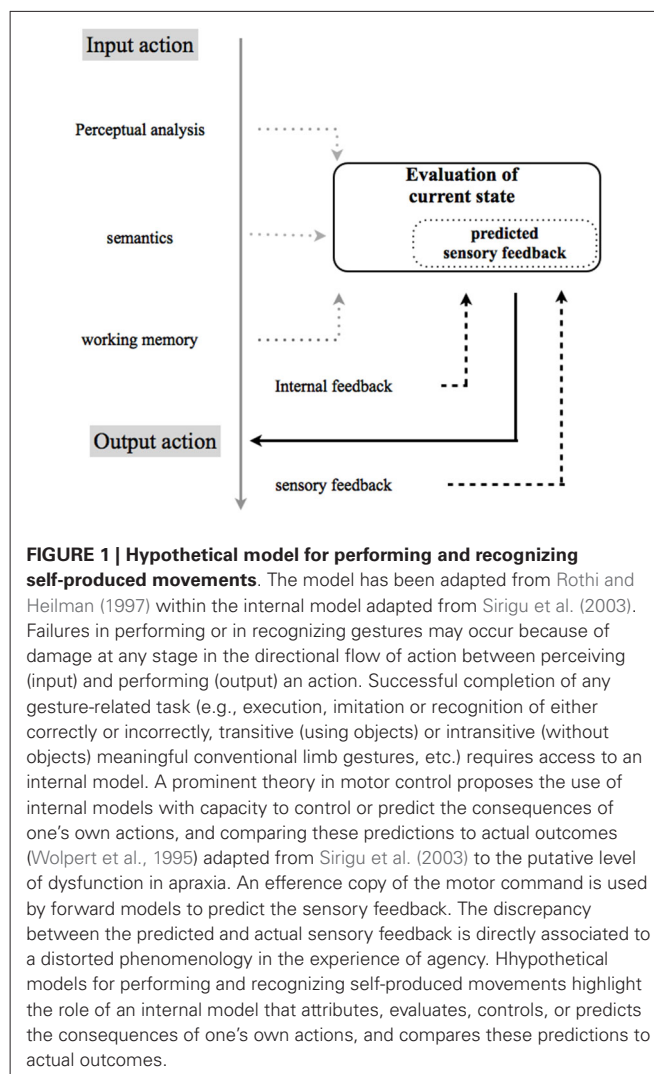 Input action
Perceptual analysis
Evaluation of
current state
semantics
predicted
sensory feedback
working memory
Internal feedback
Output action
sensory feedback
FIGURE 1 | Hypothetical model for performing and recognizing
self-produced movements. The model has been adapted from Rothi and
Heilman (1997) within the internal model adapted from Sirigu et al. (2003).
Failures in performing or in recognizing gestures may occur because of
damage at any stage in the directional flow of action between perceiving
(input) and performing (output) an action. Successful completion of any
gesture-related task (e.g., execution, imitation or recognition of either
correctly or incorrectly, transitive (using objects) or intransitive (without
objects) meaningful conventional limb gestures, etc.) requires access to an
internal model. A prominent theory in motor control proposes the use of
internal models with capacity to control or predict the consequences of
one's own actions, and comparing these predictions to actual outcomes
(Wolpert et al., 1995) adapted from Sirigu et al. (2003) to the putative level
of dysfunction in apraxia. An efference copy of the motor command is used
by forward models to predict the sensory feedback. The discrepancy
between the predicted and actual sensory feedback is directly associated to
a distorted phenomenology in the experience of agency. Hhypothetical
models for performing and recognizing self-produced movements highlight
the role of an internal model that attributes, evaluates, controls, or predicts
the consequences of one's own actions, and compares these predictions to
actual outcomes.